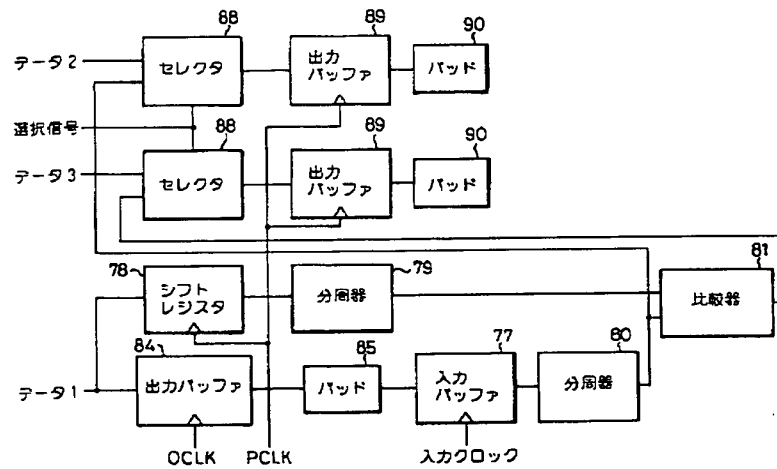 88
89
90
データ2
セレクタ
出力
バッファ
パッド
選択信号
88
89
90
データ3
セレクタ
出力
バッファ
パッド
78
79
81
シフト
レジスタ
分周器
比較器
84
85
77
80
データ1
出力バッファ
パッド
入力
バッファ
分周器
OCLK
PCLK
入力クロック